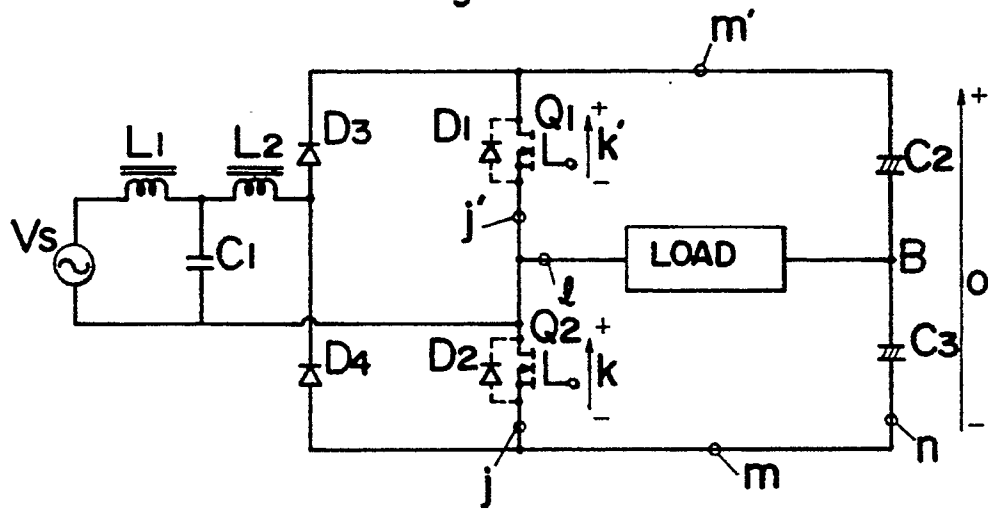 g
m'
L1
L2
D3
D1
Q1
+
k'
-
C2
+
j'
Vs
C1
l
LOAD
B
o
Q2
+
D4
D2
k
-
C3
-
n
j
m